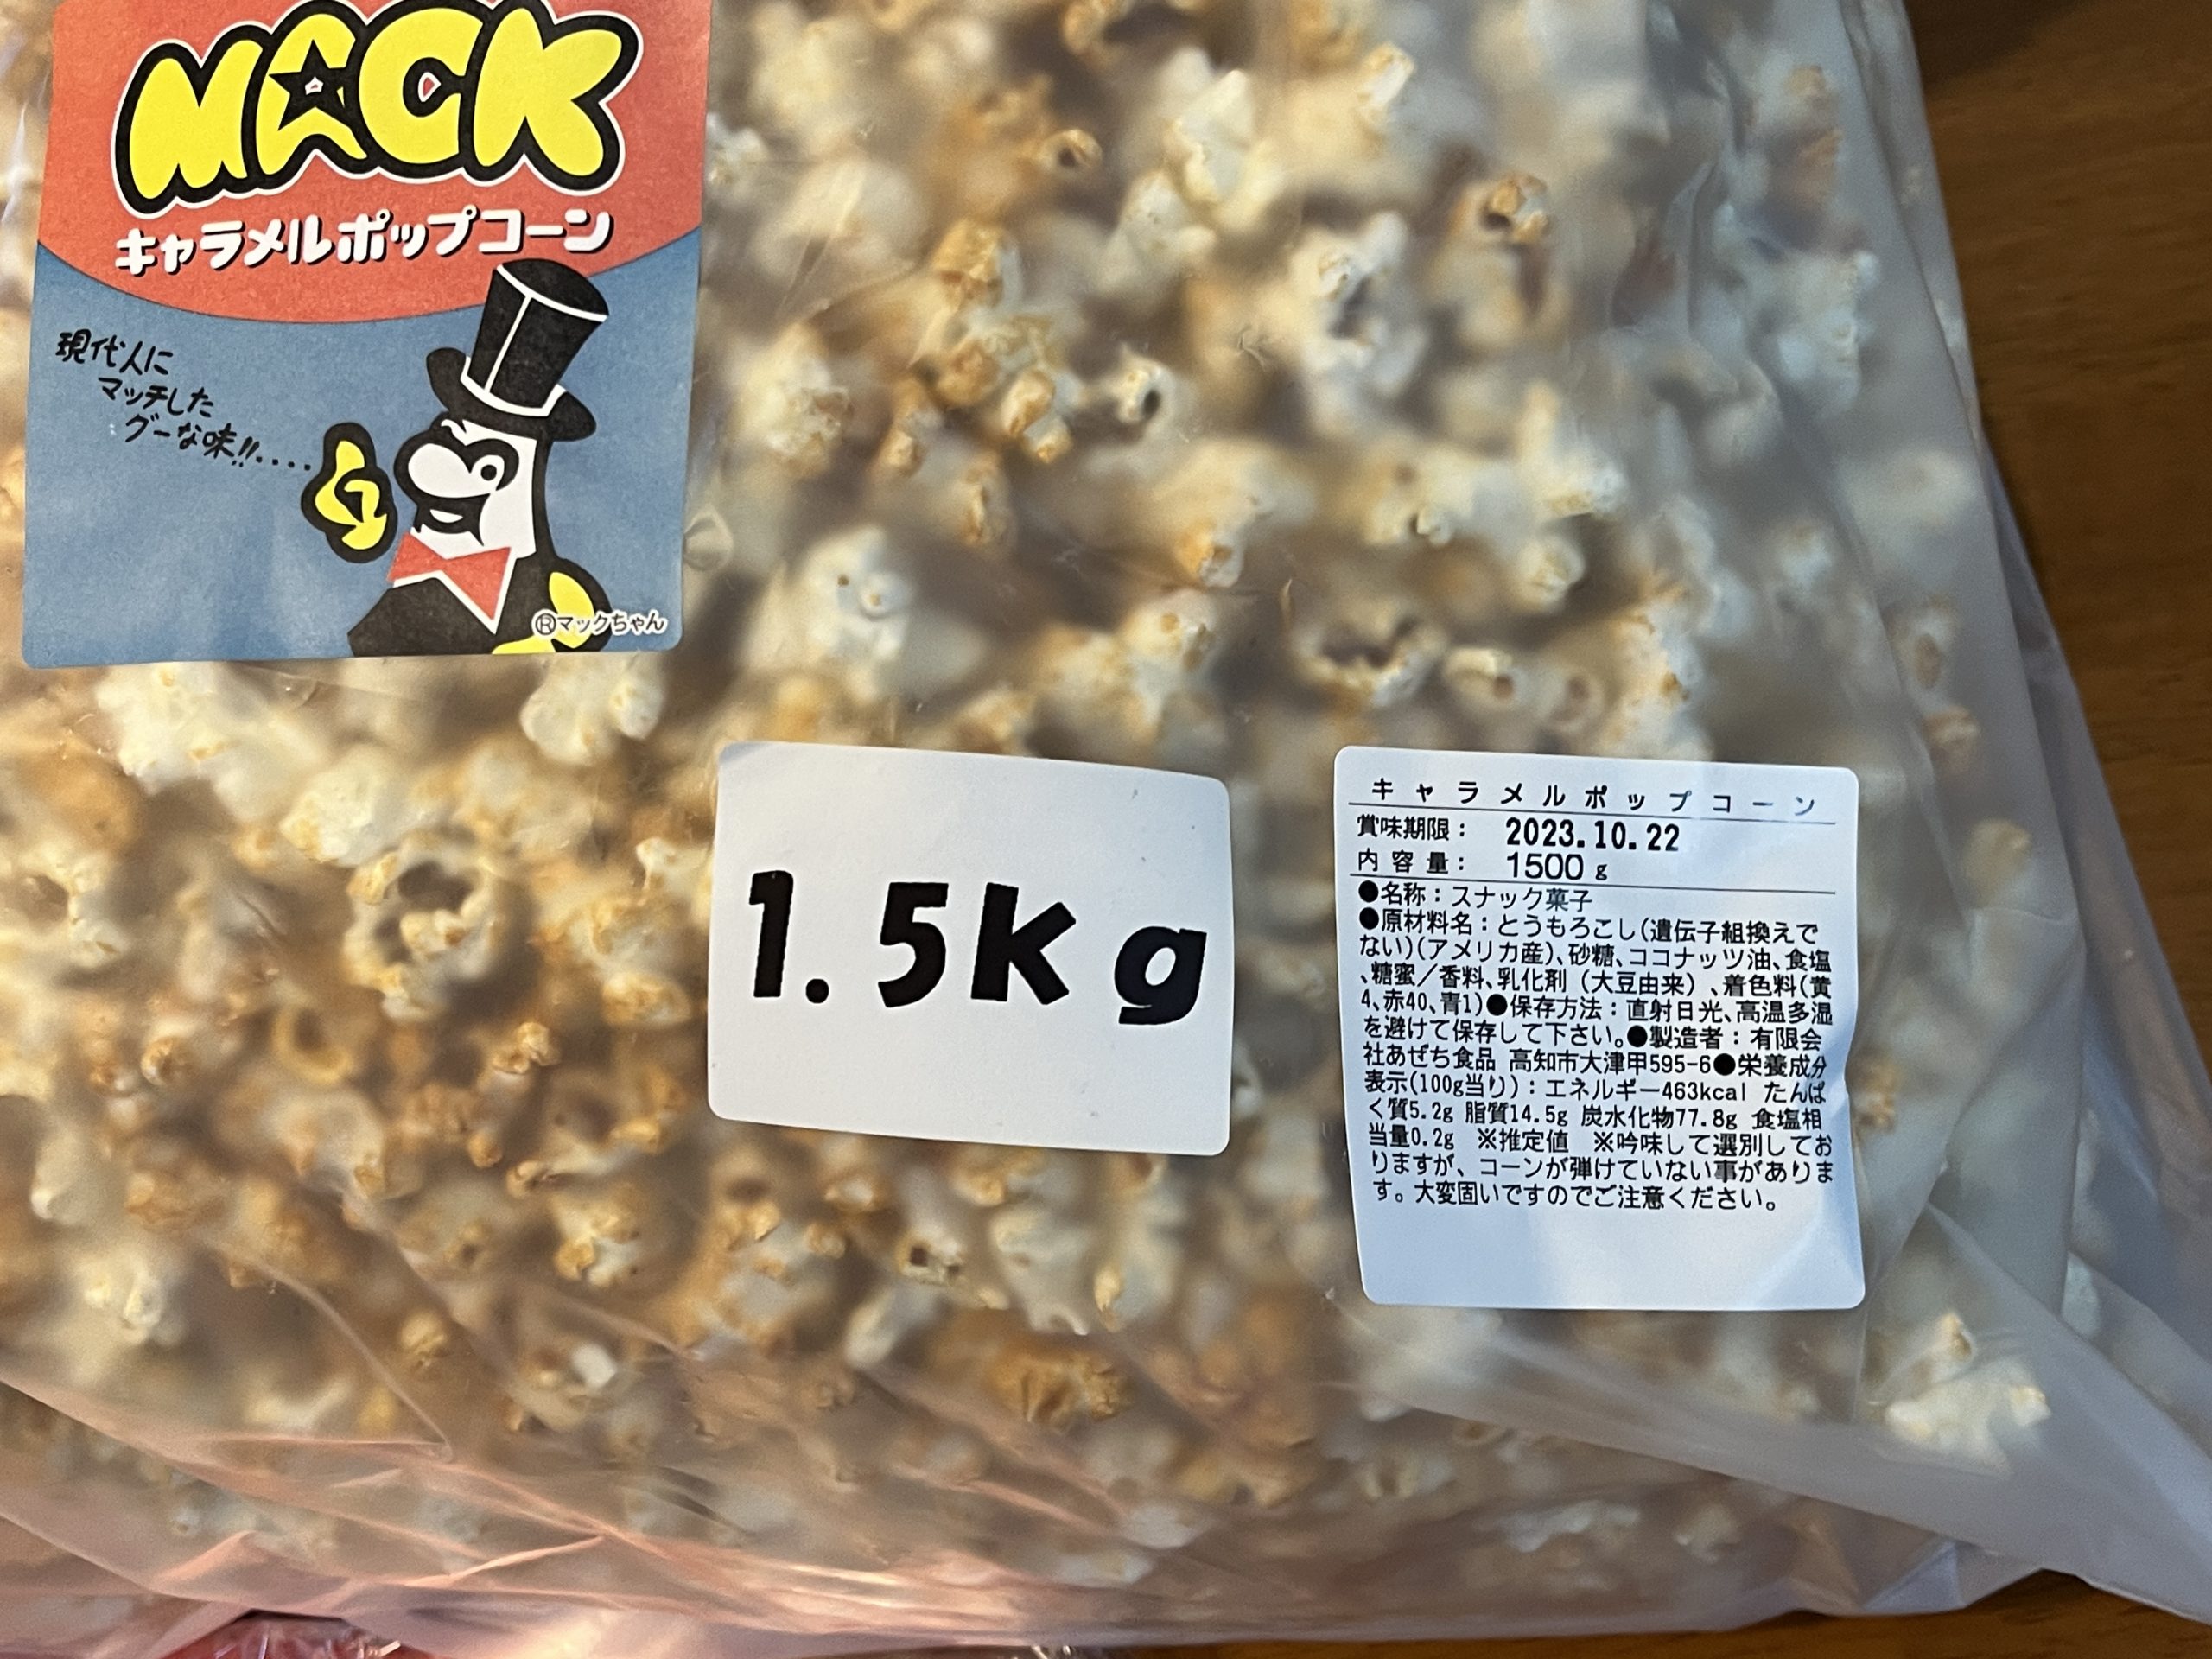 MACK
キャラメルポップコーン
現代人に
マッチした
グーな味!!‥‥
®マックちゃん
1.5kg
キャラメルポップコーン
賞味期限： 2023.10.22
内容量： 1500g
●名称：スナック菓子
●原材料名：とうもろこし(遺伝子組換えで
ない)(アメリカ産)、砂糖、ココナッツ油、食塩
、糖蜜／香料、乳化剤（大豆由来）、着色料(黄
4、赤40、青1)●保存方法：直射日光、高温多湿
を避けて保存して下さい。●製造者：有限会
社あぜち食品 高知市大津甲595-6●栄養成分
表示(100g当り)：エネルギー463kcal たんぱ
く質5.2g 脂質14.5g 炭水化物77.8g 食塩相
当量0.2g ※推定値 ※吟味して選別してお
りますが、コーンが弾けていない事がありま
す。大変固いですのでご注意ください。